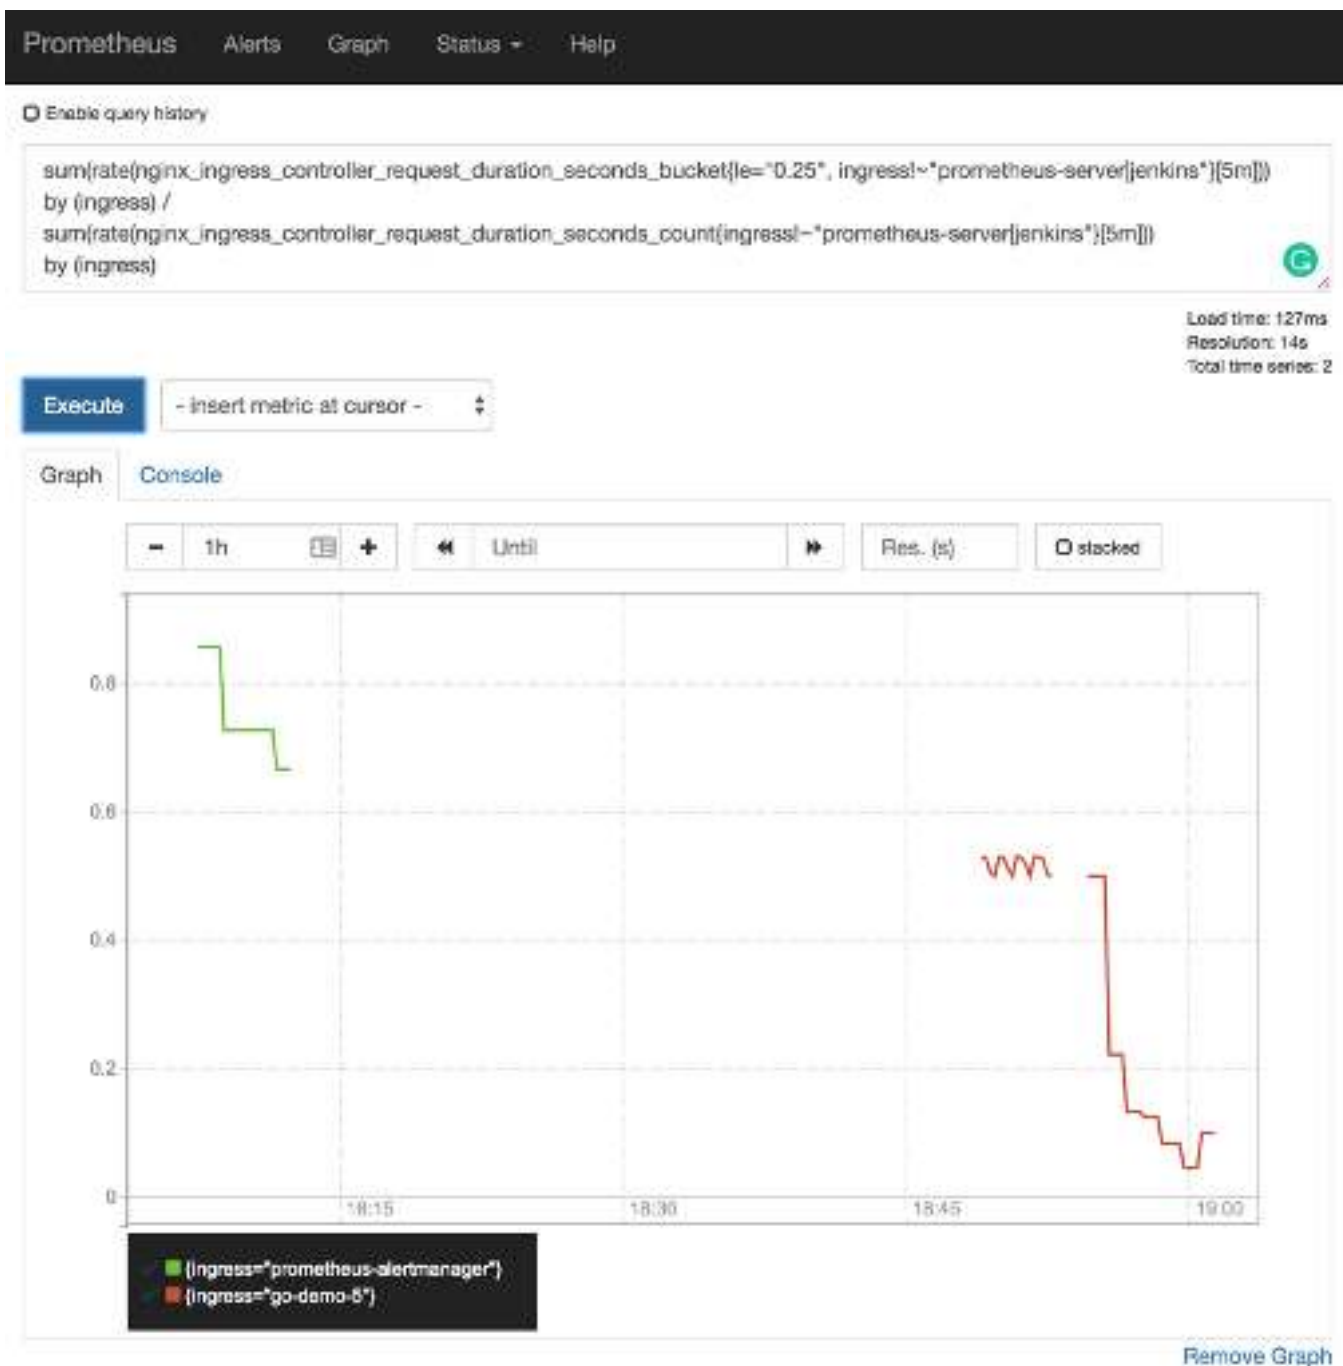 Prometheus Alerts Graph Status Help
Enable query history
sum(rate(nginx_ingress_controller_request_duration_seconds_bucket{le="0.25", ingress!~"prometheus-server|jenkins"}[5m]))
by (ingress) /
sum(rate(nginx_ingress_controller_request_duration_seconds_count{ingress!~"prometheus-server|jenkins"}[5m]))
by (ingress)
Load time: 127ms
Resolution: 14s
Total time series: 2
Execute - insert metric at cursor -
Graph Console
1h Until Res. (s) stacked
0.8
0.6
0.4
0.2
0
18:15 18:30 18:45 19:00
{ingress="prometheus-alertmanager"}
{ingress="go-demo-5"}
Remove Graph